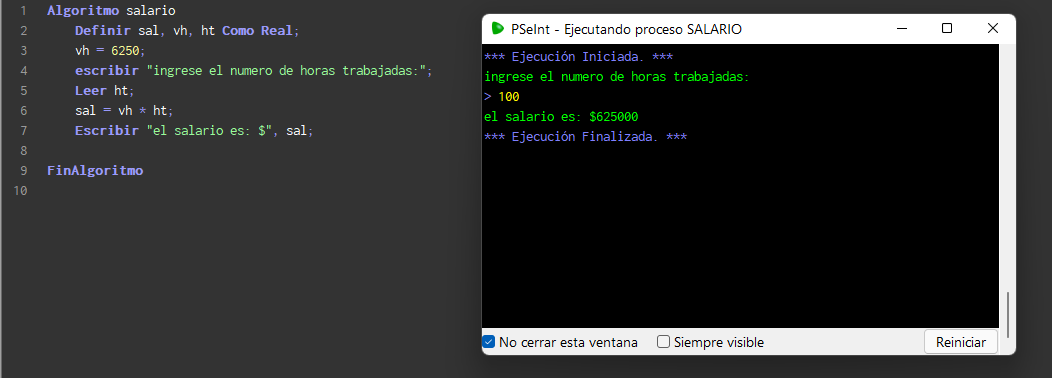 1 Algoritmo salario
2 Definir sal, vh, ht Como Real;
3 vh = 6250;
4 escribir "ingrese el numero de horas trabajadas:";
5 Leer ht;
6 sal = vh * ht;
7 Escribir "el salario es: $", sal;
8
9 FinAlgoritmo
10
PSeInt - Ejecutando proceso SALARIO
*** Ejecución Iniciada. ***
ingrese el numero de horas trabajadas:
> 100
el salario es: $625000
*** Ejecución Finalizada. ***
No cerrar esta ventana Siempre visible Reiniciar